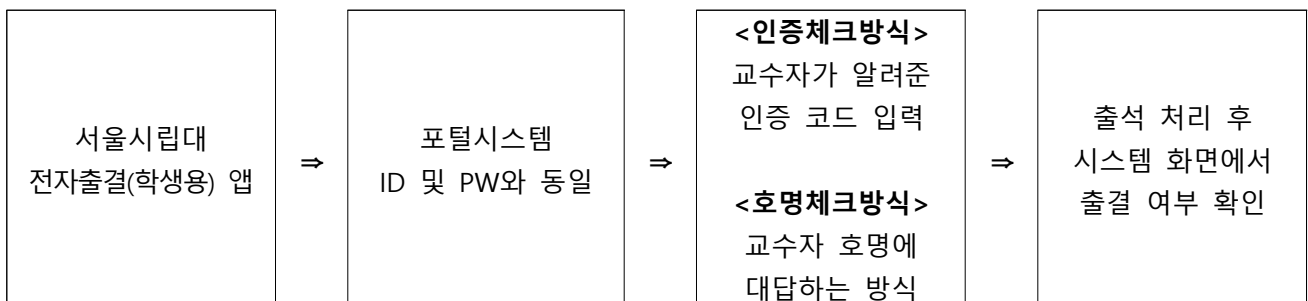 서울시립대
전자출결(학생용) 앱
⇒
포털시스템
ID 및 PW와 동일
⇒
<인증체크방식>
교수자가 알려준
인증 코드 입력
<호명체크방식>
교수자 호명에
대답하는 방식
⇒
출석 처리 후
시스템 화면에서
출결 여부 확인